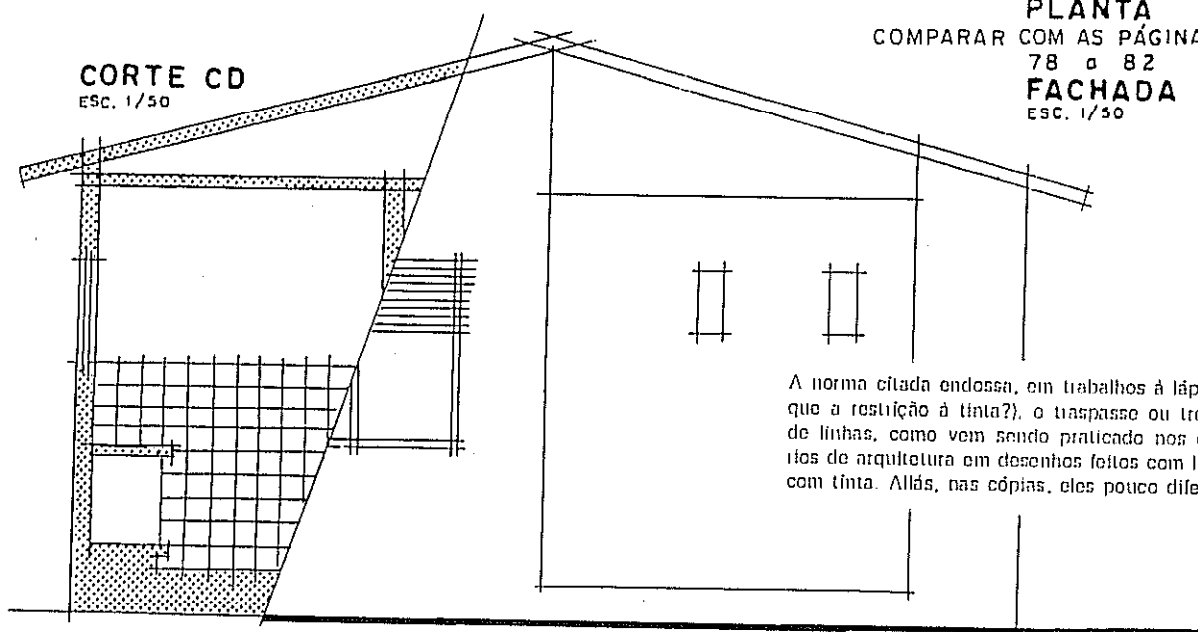 CORTE CD
ESC. 1/50
PLANTA
COMPARAR COM AS PÁGINA
78 a 82
FACHADA
ESC. 1/50
A norma citada endossa, em trabalhos à láp
que a restrição à tinta?), o traspasse ou tre
de linhas, como vem sendo praticado nos
rios de arquitetura em desenhos feitos com l
com tinta. Aliás, nas cópias, eles pouco dife